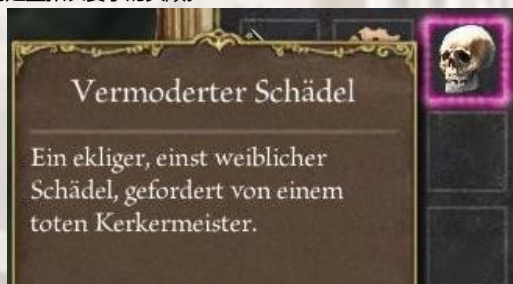 Vermoderter Schädel
Ein ekliger, einst weiblicher
Schädel, gefordert von einem
toten Kerkermeister.